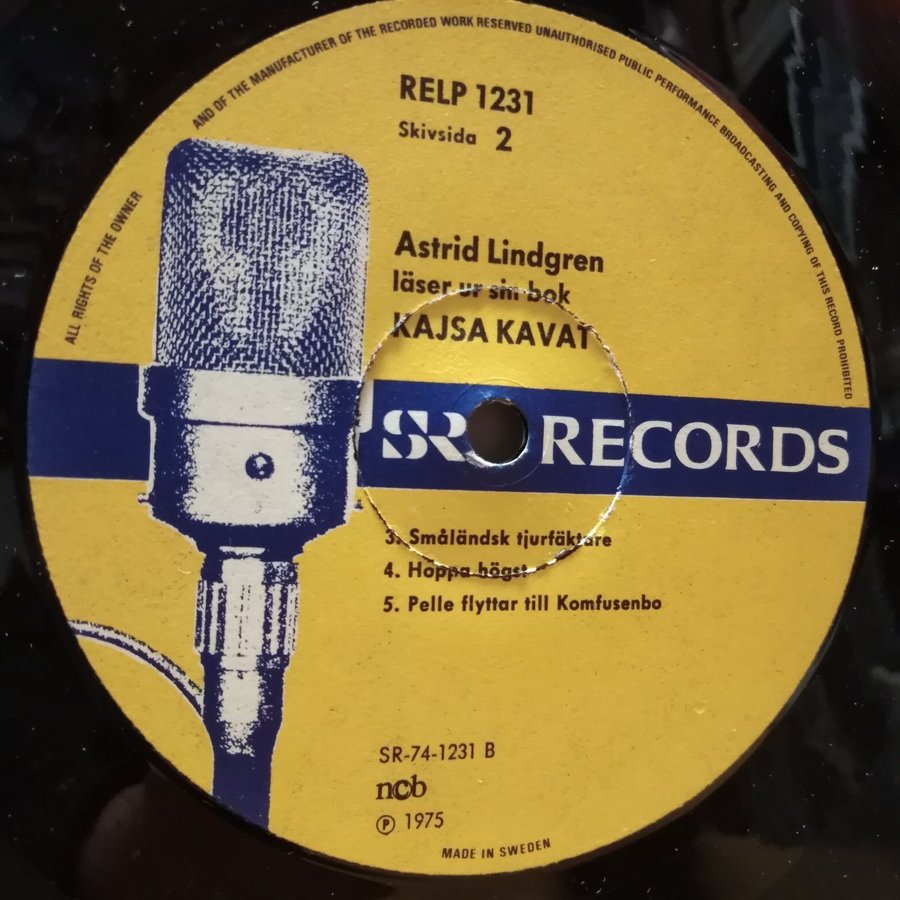 ALL RIGHTS OF THE OWNER AND OF THE MANUFACTURER OF THE RECORDED WORK RESERVED UNAUTHORISED PUBLIC PERFORMANCE BROADCASTING AND COPYING OF THIS RECORD PROHIBITED
RELP 1231
Skivsida 2
Astrid Lindgren
läser ur sin bok
KAJSA KAVAT
SR RECORDS
3. Småländsk tjurfäktare
4. Hoppa högst
5. Pelle flyttar till Komfusenbo
SR-74-1231 B
ncb
Ⓟ 1975
MADE IN SWEDEN